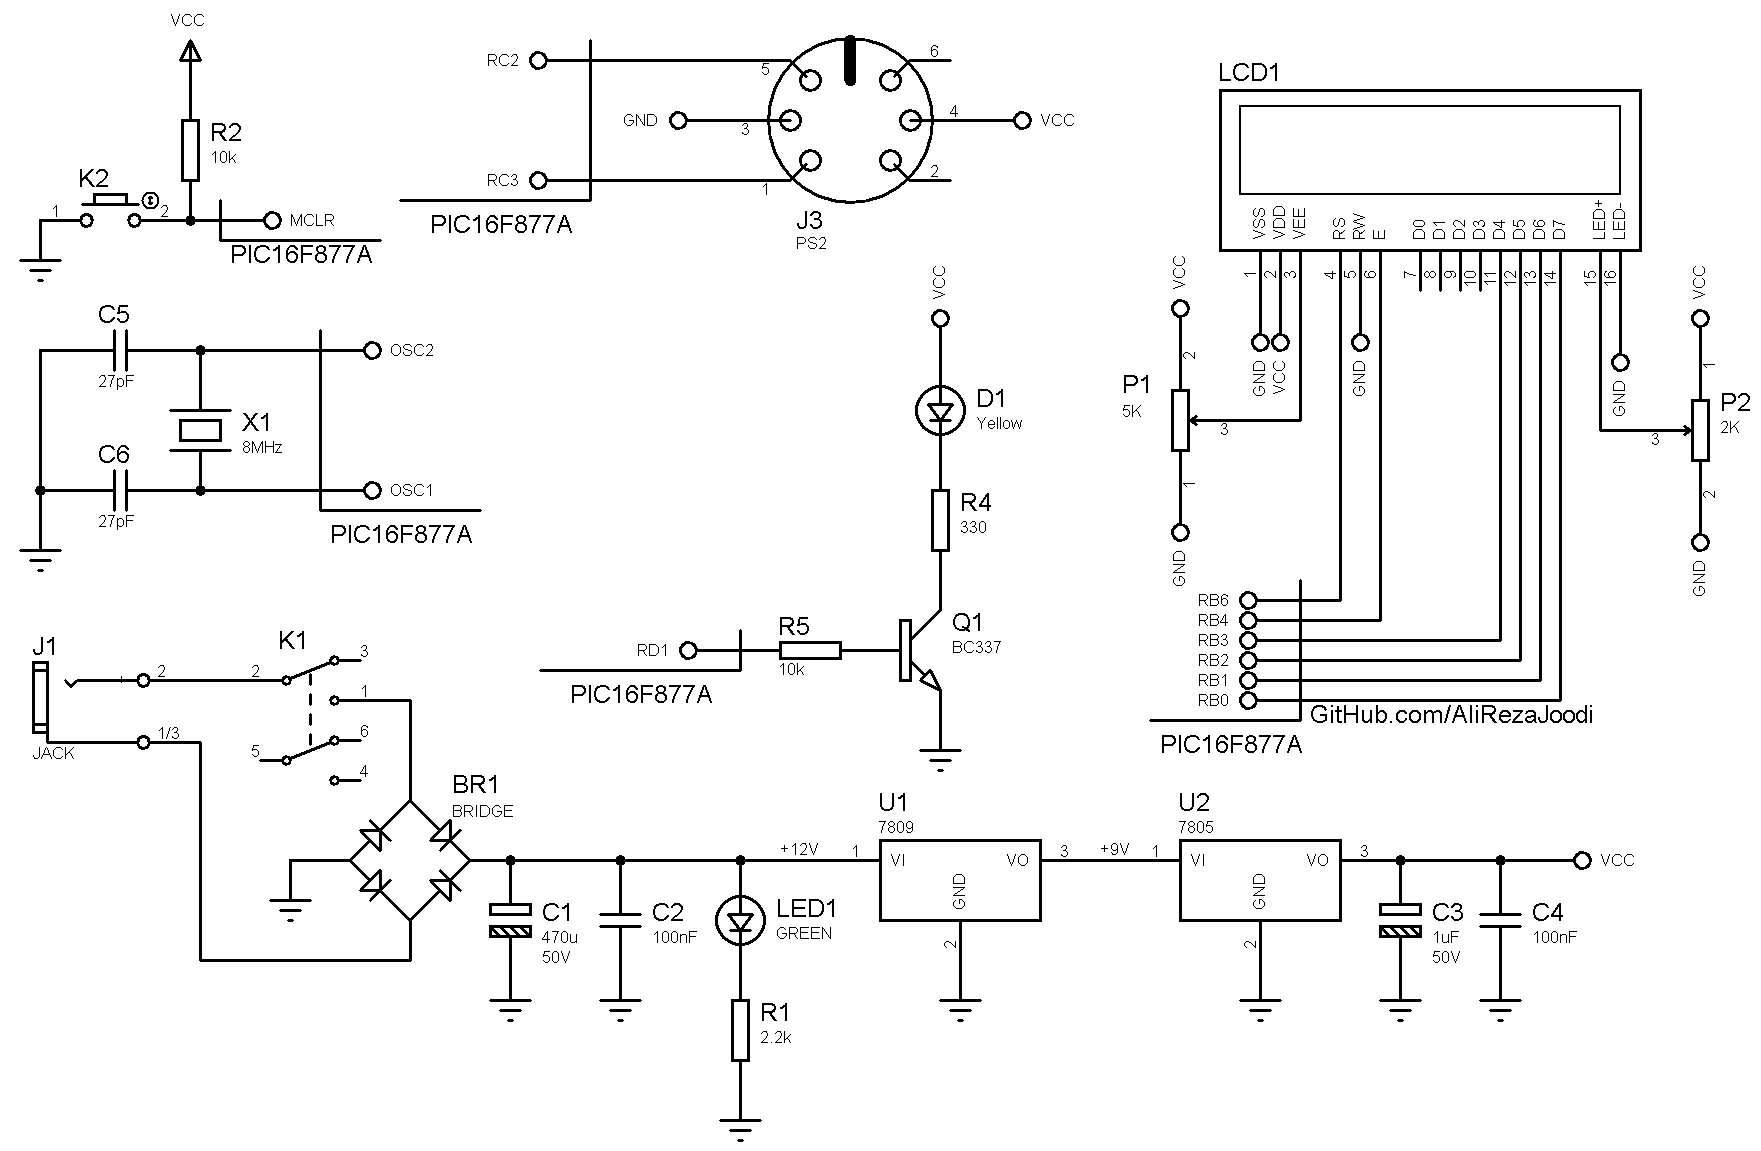 VCC
R2
10k
K2
1
2
MCLR
PIC16F877A
RC2
5
6
GND
3
4
VCC
RC3
1
2
PIC16F877A
J3
PS2
LCD1
VSS
VDD
VEE
RS
RW
E
D0
D1
D2
D3
D4
D5
D6
D7
LED+
LED-
1
2
3
4
5
6
7
8
9
10
11
12
13
14
15
16
GND
VCC
GND
GND
VCC
2
P1
5K
3
1
GND
VCC
1
P2
2K
3
2
GND
C5
27pF
OSC2
X1
8MHz
C6
27pF
OSC1
PIC16F877A
VCC
D1
Yellow
R4
330
Q1
BC337
RD1
R5
10k
PIC16F877A
RB6
RB4
RB3
RB2
RB1
RB0
GitHub.com/AliRezaJoodi
PIC16F877A
J1
JACK
2
1/3
K1
2
3
1
5
6
4
BR1
BRIDGE
+12V
C1
470u
50V
C2
100nF
LED1
GREEN
R1
2.2k
U1
7809
1
VI
VO
3
GND
2
+9V
U2
7805
1
VI
VO
3
GND
2
C3
1uF
50V
C4
100nF
VCC